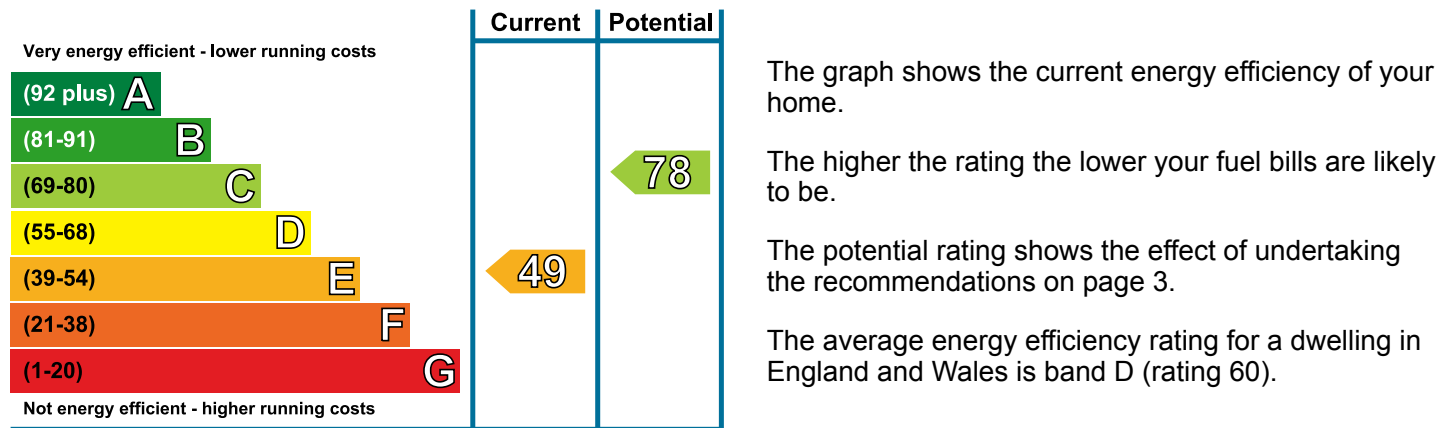 Current Potential
Very energy efficient - lower running costs
(92 plus) A
(81-91) B
(69-80) C
78
(55-68) D
(39-54) E
49
(21-38) F
(1-20) G
Not energy efficient - higher running costs
The graph shows the current energy efficiency of your
home.
The higher the rating the lower your fuel bills are likely
to be.
The potential rating shows the effect of undertaking
the recommendations on page 3.
The average energy efficiency rating for a dwelling in
England and Wales is band D (rating 60).